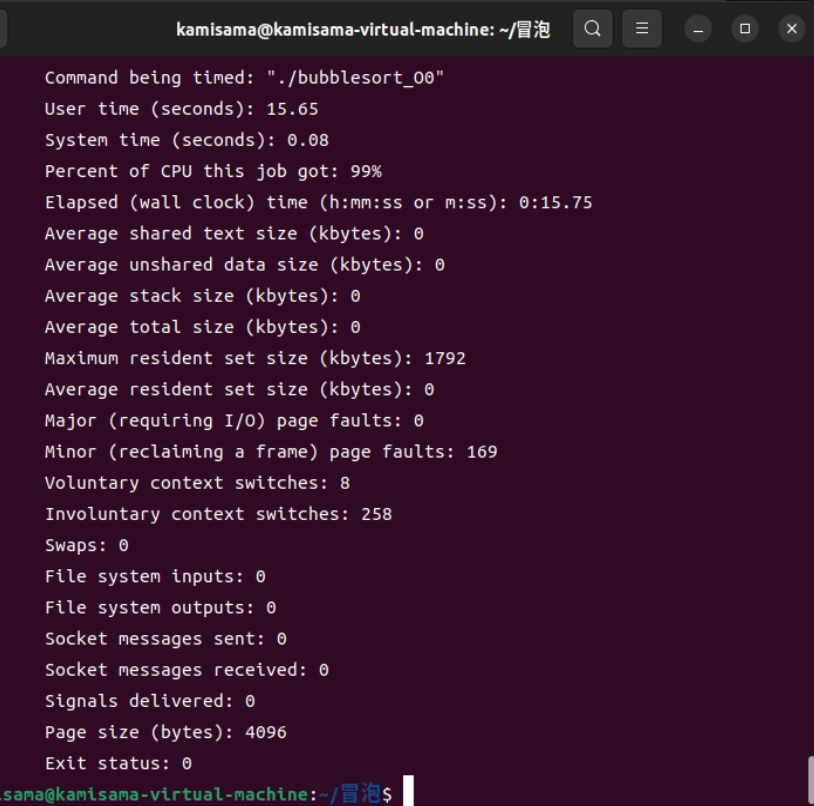 kamisama@kamisama-virtual-machine: ~/冒泡
Command being timed: "./bubblesort_O0"
User time (seconds): 15.65
System time (seconds): 0.08
Percent of CPU this job got: 99%
Elapsed (wall clock) time (h:mm:ss or m:ss): 0:15.75
Average shared text size (kbytes): 0
Average unshared data size (kbytes): 0
Average stack size (kbytes): 0
Average total size (kbytes): 0
Maximum resident set size (kbytes): 1792
Average resident set size (kbytes): 0
Major (requiring I/O) page faults: 0
Minor (reclaiming a frame) page faults: 169
Voluntary context switches: 8
Involuntary context switches: 258
Swaps: 0
File system inputs: 0
File system outputs: 0
Socket messages sent: 0
Socket messages received: 0
Signals delivered: 0
Page size (bytes): 4096
Exit status: 0
isama@kamisama-virtual-machine:~/冒泡$